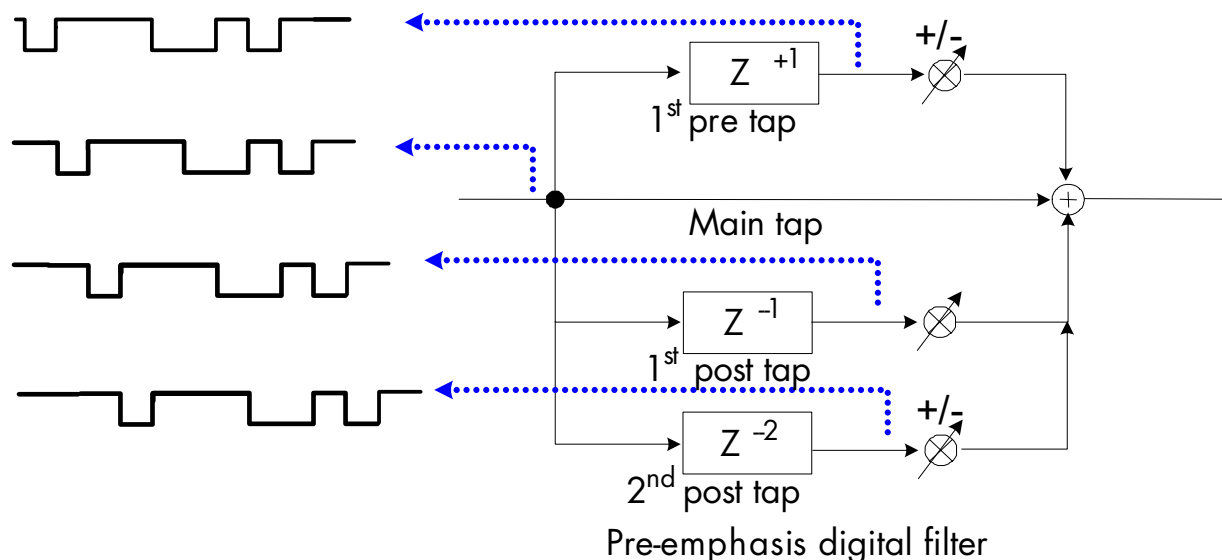 +/-
Z +1
1st pre tap
Main tap
Z –1
1st post tap
+/-
Z –2
2nd post tap
Pre-emphasis digital filter